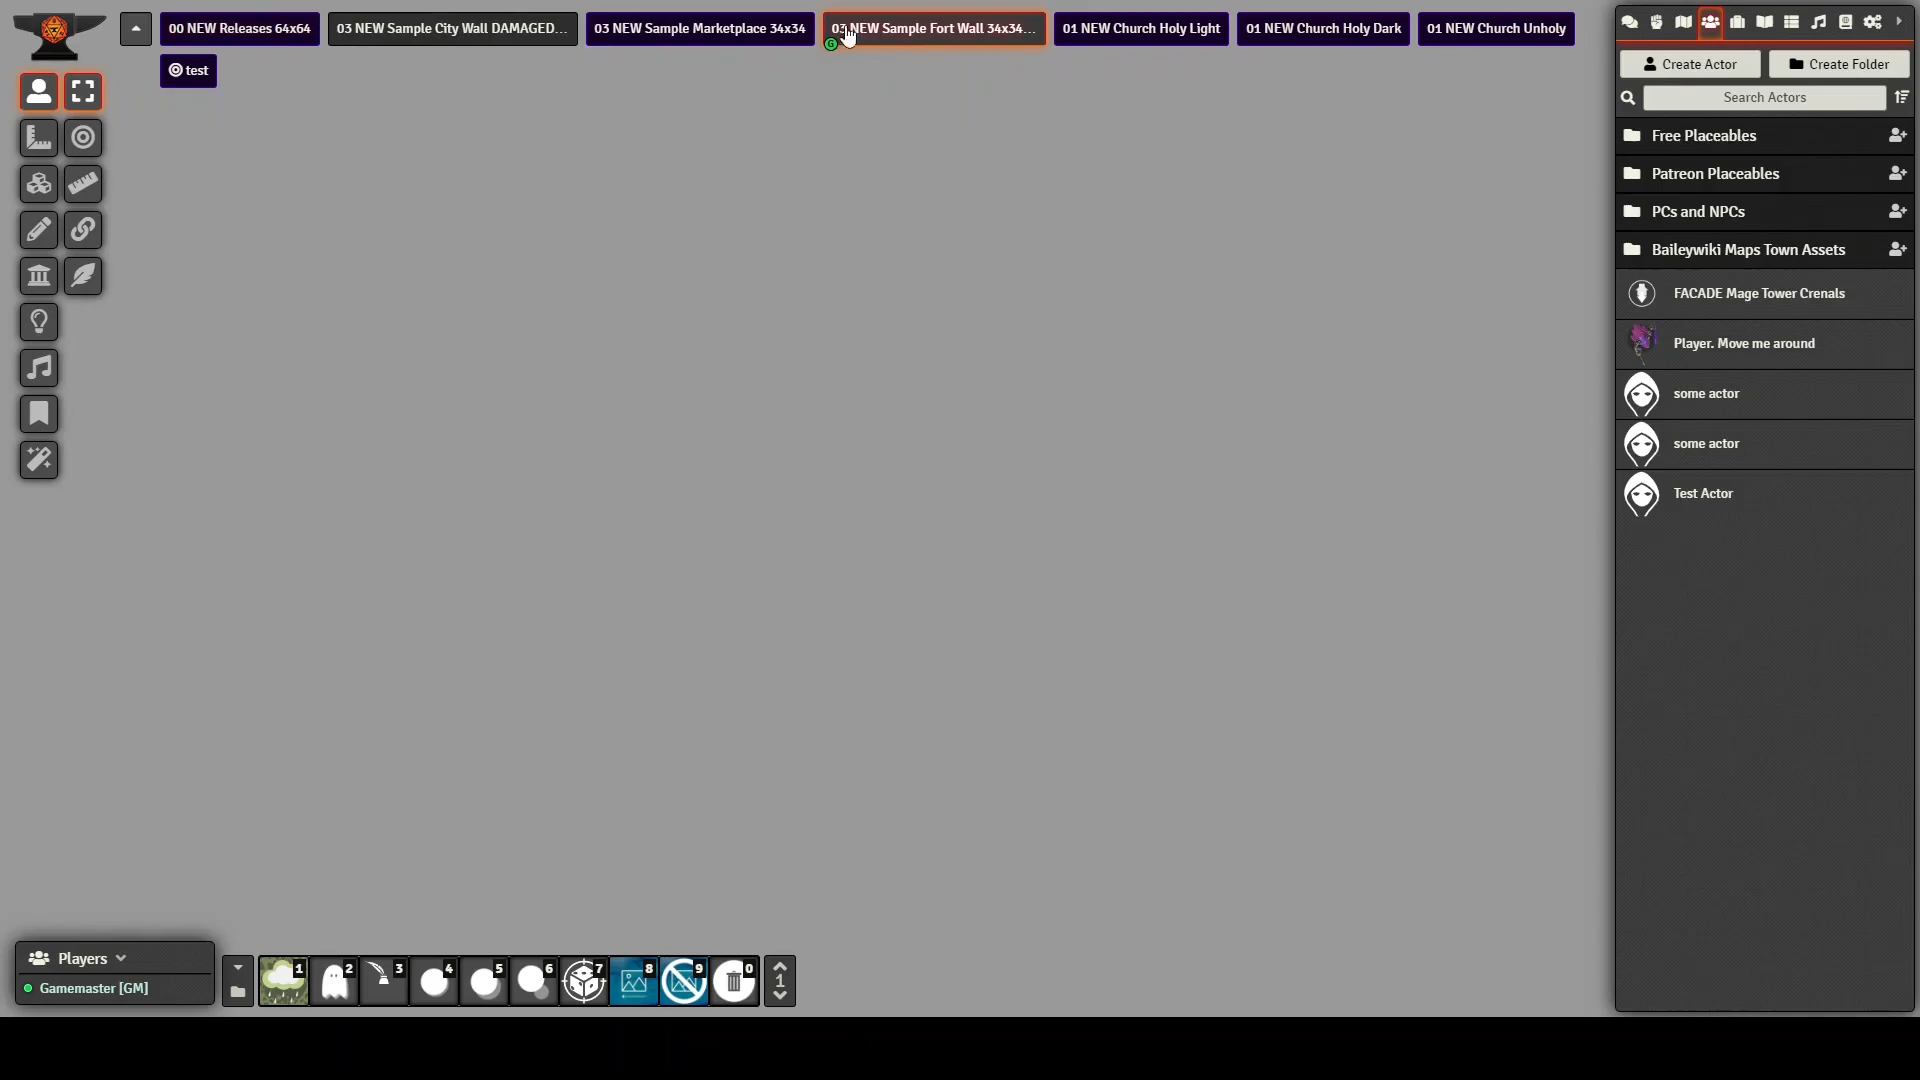 00 NEW Releases 64x64
03 NEW Sample City Wall DAMAGED...
03 NEW Sample Marketplace 34x34
03 NEW Sample Fort Wall 34x34...
01 NEW Church Holy Light
01 NEW Church Holy Dark
01 NEW Church Unholy
G
test
Create Actor
Create Folder
Search Actors
Free Placeables
Patreon Placeables
PCs and NPCs
Baileywiki Maps Town Assets
FACADE Mage Tower Crenals
Player. Move me around
some actor
some actor
Test Actor
Players
Gamemaster [GM]
1 2 3 4 5 6 7 8 9 0
1